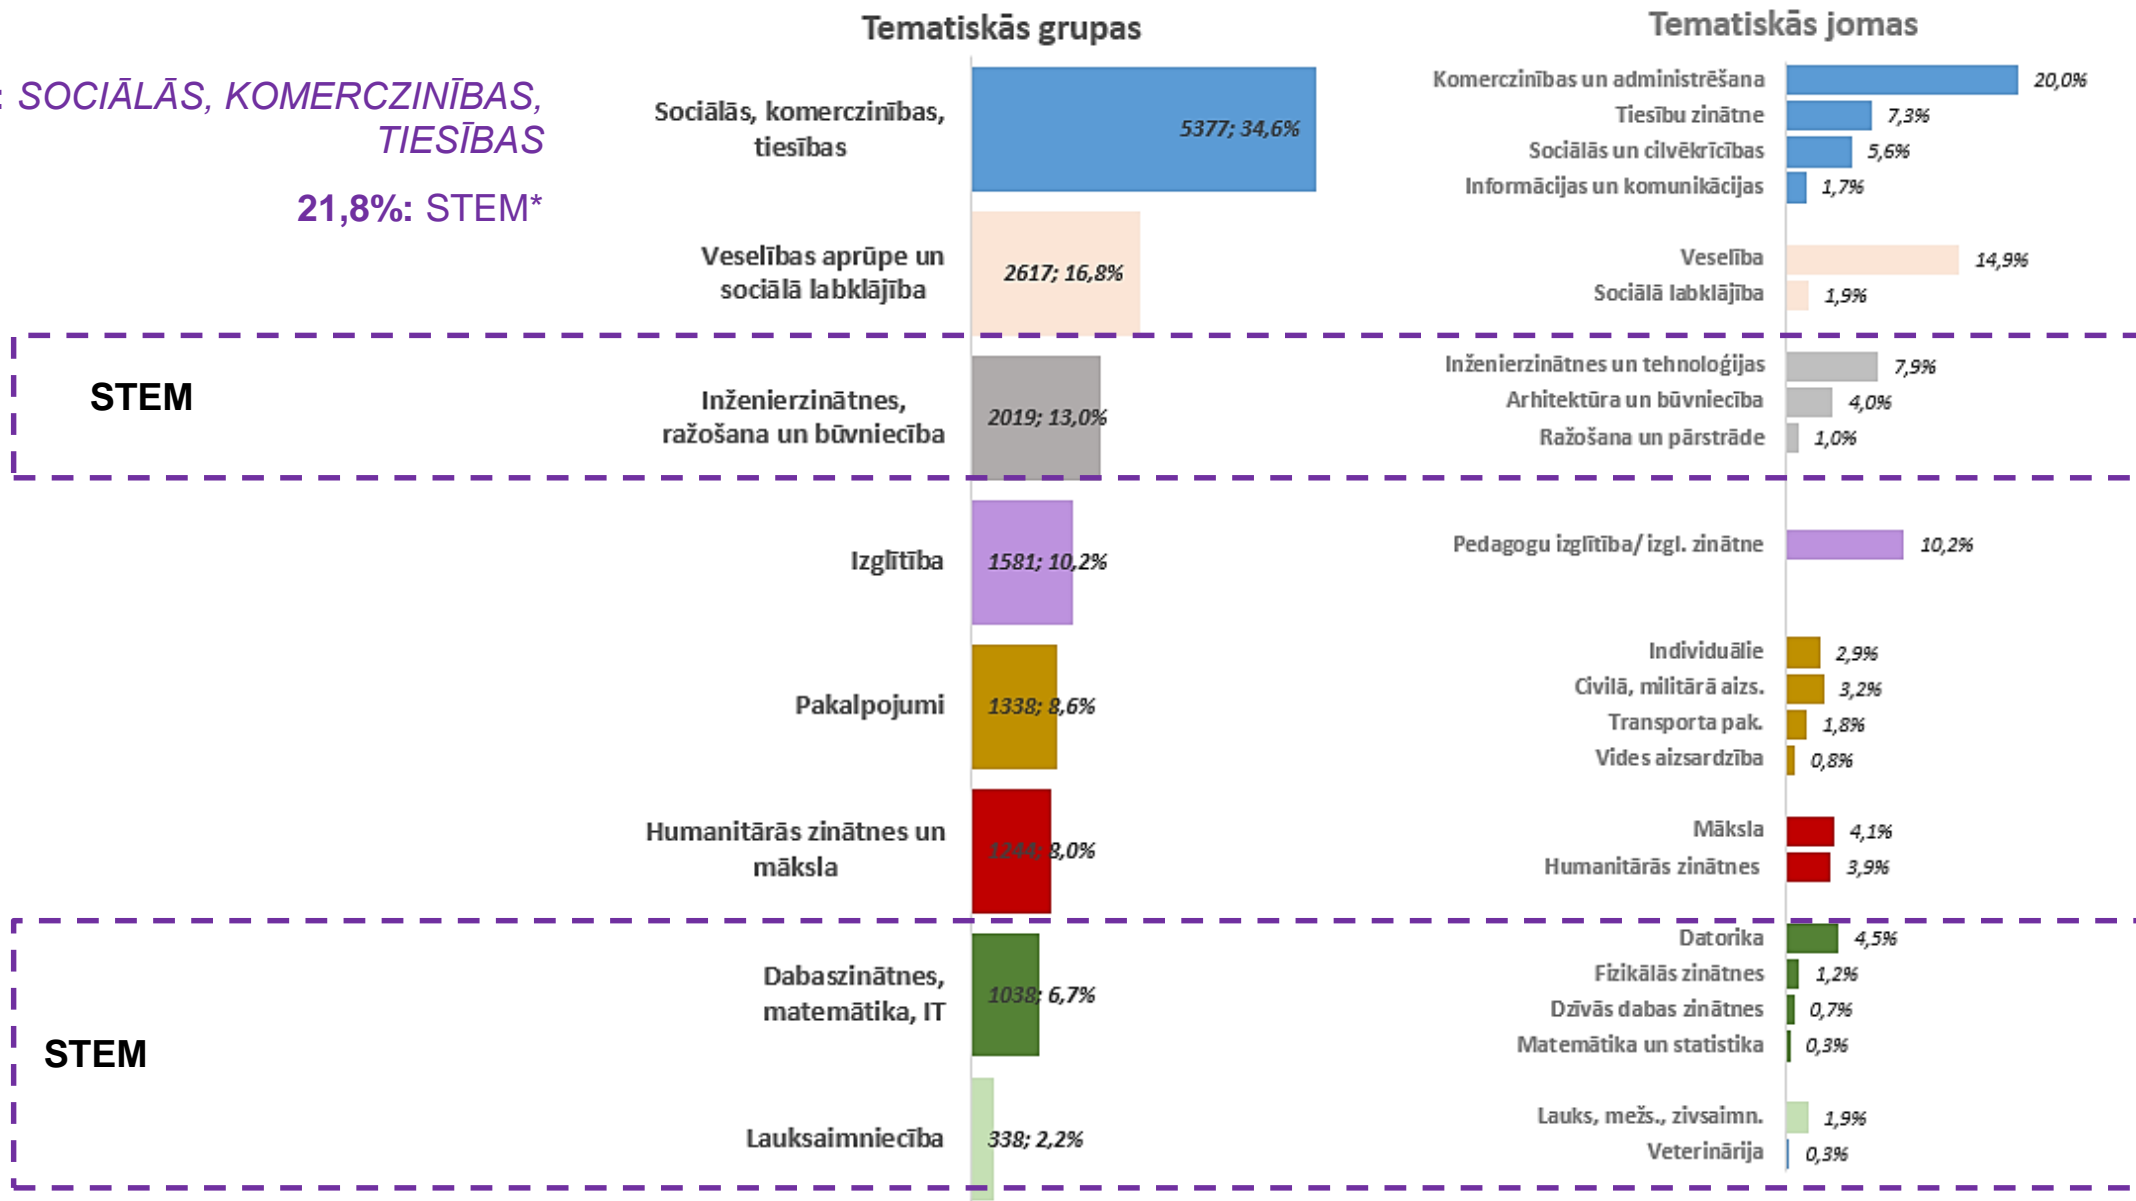 Tematiskās grupas
Tematiskās jomas
: SOCIĀLĀS, KOMERCZINĪBAS,
TIESĪBAS
21,8%: STEM*
Sociālās, komerczinības,
tiesības
5377; 34,6%
Komerczinības un administrēšana
20,0%
Tiesību zinātne
7,3%
Sociālās un cilvēkrīcības
5,6%
Informācijas un komunikācijas
1,7%
Veselības aprūpe un
sociālā labklājība
2617; 16,8%
Veselība
14,9%
Sociālā labklājība
1,9%
STEM
Inženierzinātnes,
ražošana un būvniecība
2019; 13,0%
Inženierzinātnes un tehnoloģijas
7,9%
Arhitektūra un būvniecība
4,0%
Ražošana un pārstrāde
1,0%
Izglītība
1581; 10,2%
Pedagogu izglītība/ izgl. zinātne
10,2%
Pakalpojumi
1338; 8,6%
Individuālie
2,9%
Civilā, militārā aizs.
3,2%
Transporta pak.
1,8%
Vides aizsardzība
0,8%
Humanitārās zinātnes un
māksla
1244; 8,0%
Māksla
4,1%
Humanitārās zinātnes
3,9%
STEM
Dabaszinātnes,
matemātika, IT
1038; 6,7%
Datorika
4,5%
Fizikālās zinātnes
1,2%
Dzīvās dabas zinātnes
0,7%
Matemātika un statistika
0,3%
Lauksaimniecība
338; 2,2%
Lauks, mežs., zivsaimn.
1,9%
Veterinārija
0,3%